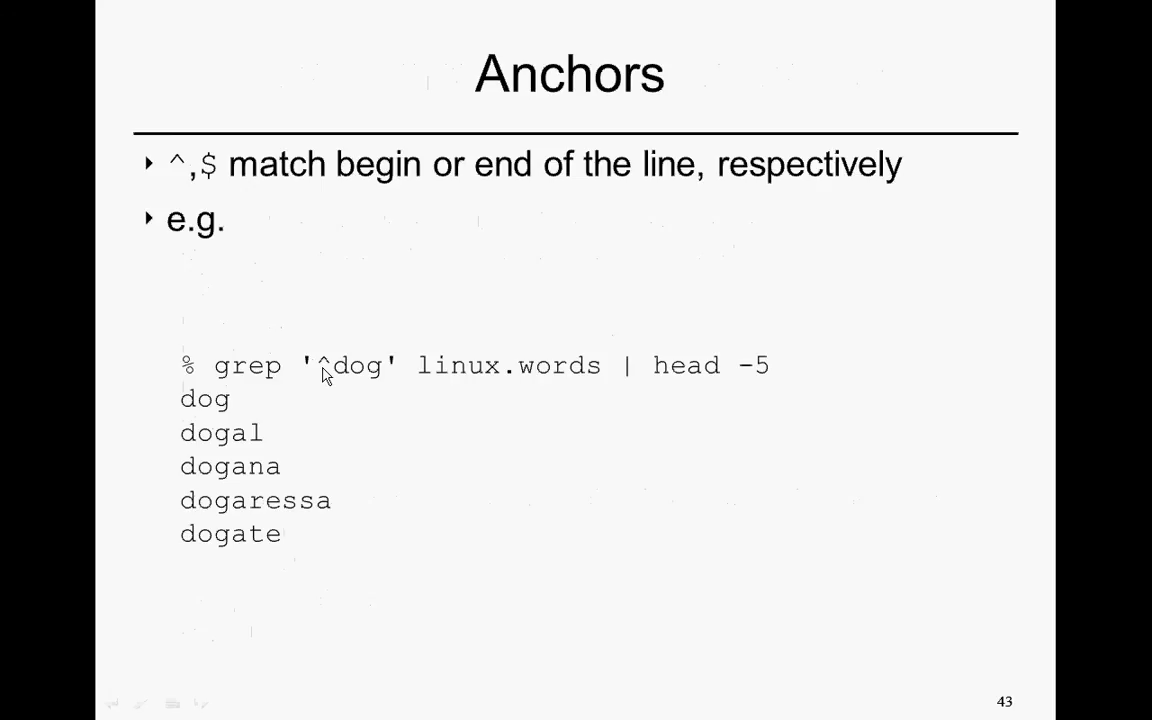 Anchors
^,$ match begin or end of the line, respectively
e.g.
% grep '^dog' linux.words | head -5
dog
dogal
dogana
dogaressa
dogate
43